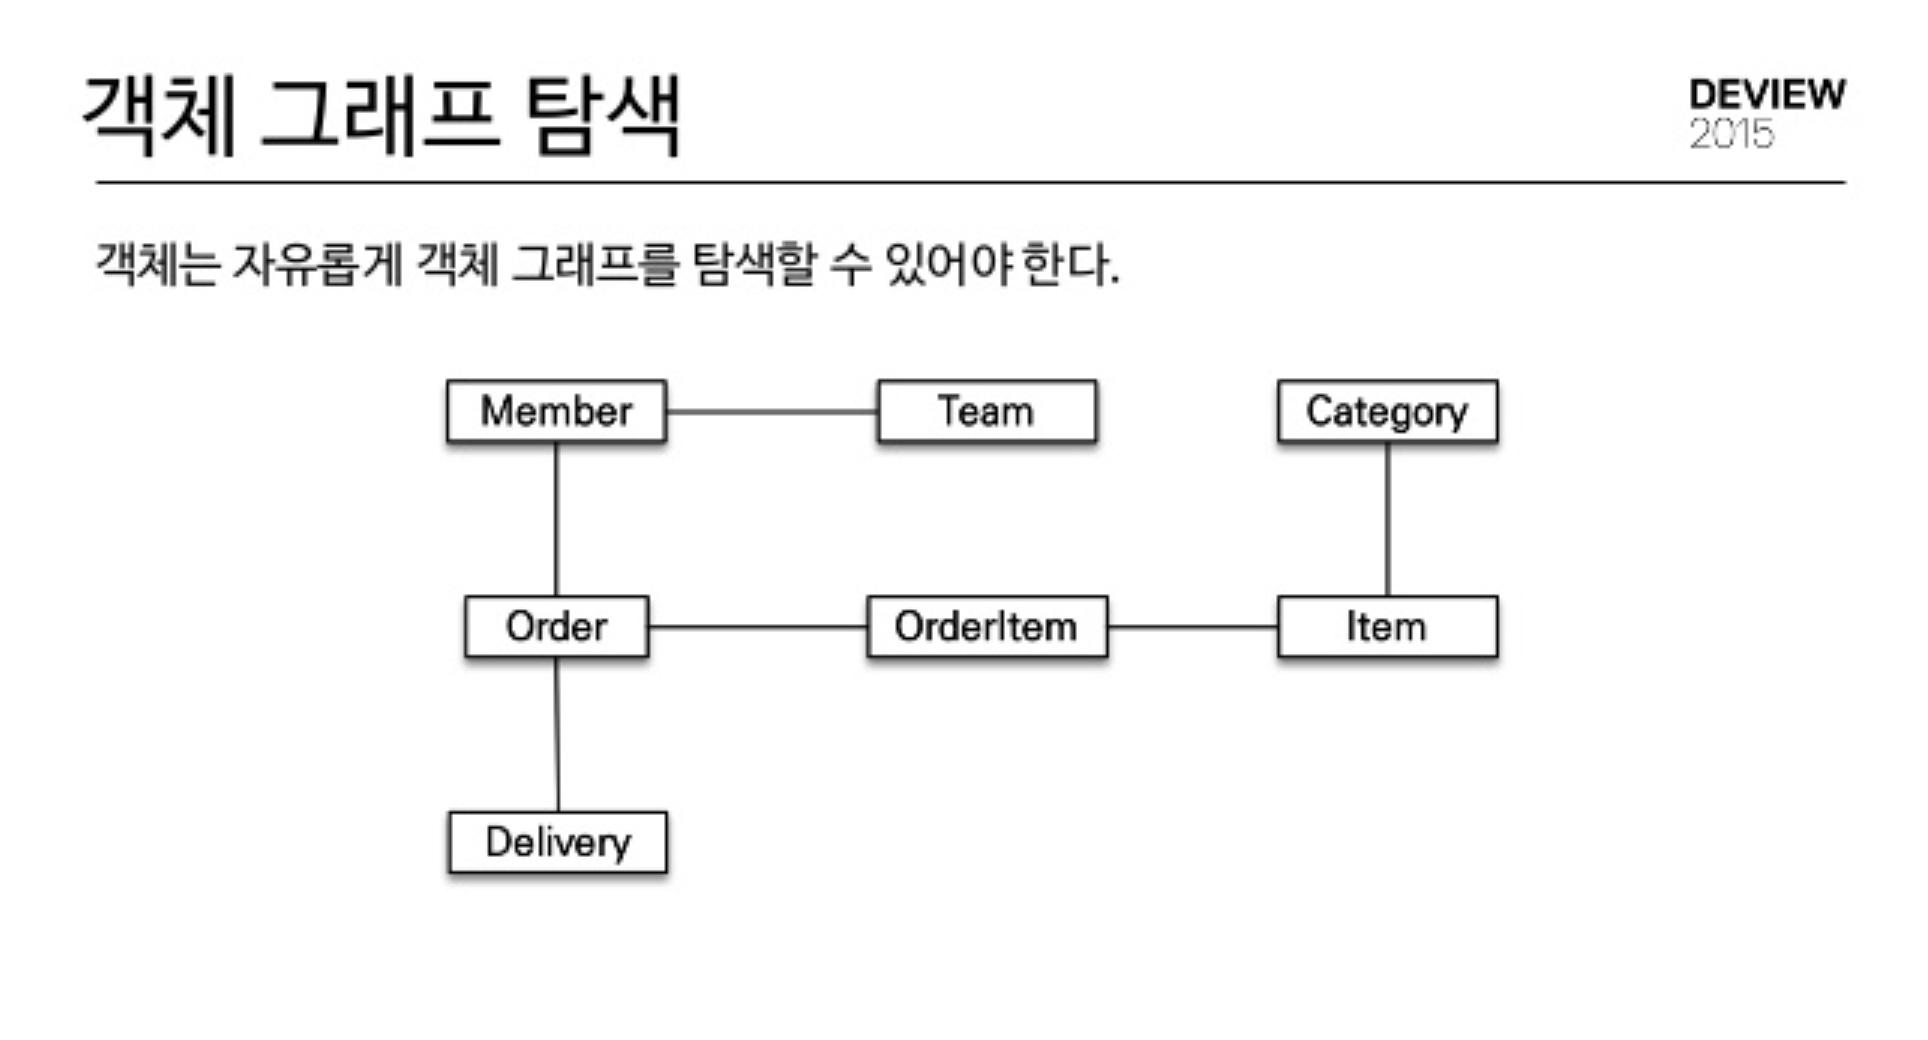 객체 그래프 탐색
DEVIEW
2015
객체는 자유롭게 객체 그래프를 탐색할 수 있어야 한다.
Member
Team
Category
Order
OrderItem
Item
Delivery